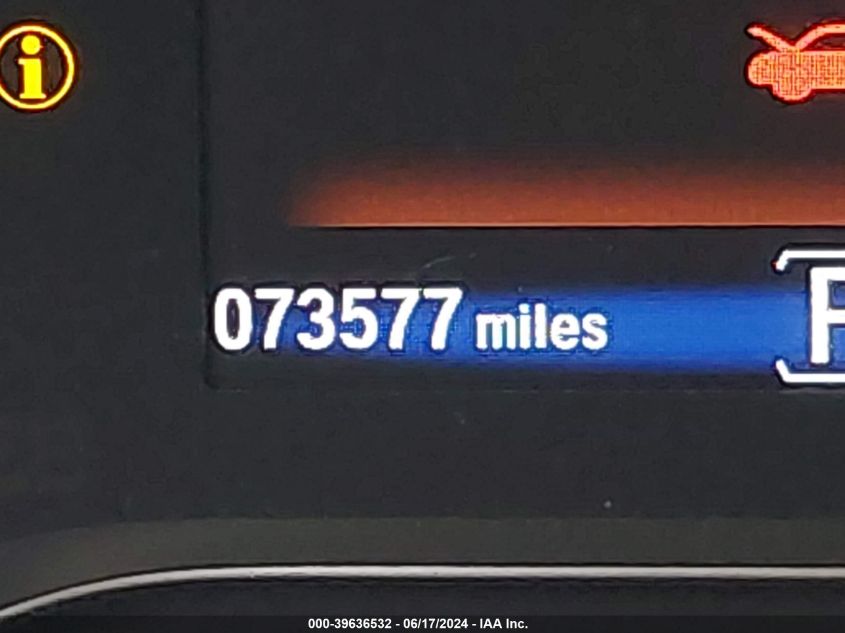 i
073577 miles
P
000-39636532 - 06/17/2024 - IAA Inc.